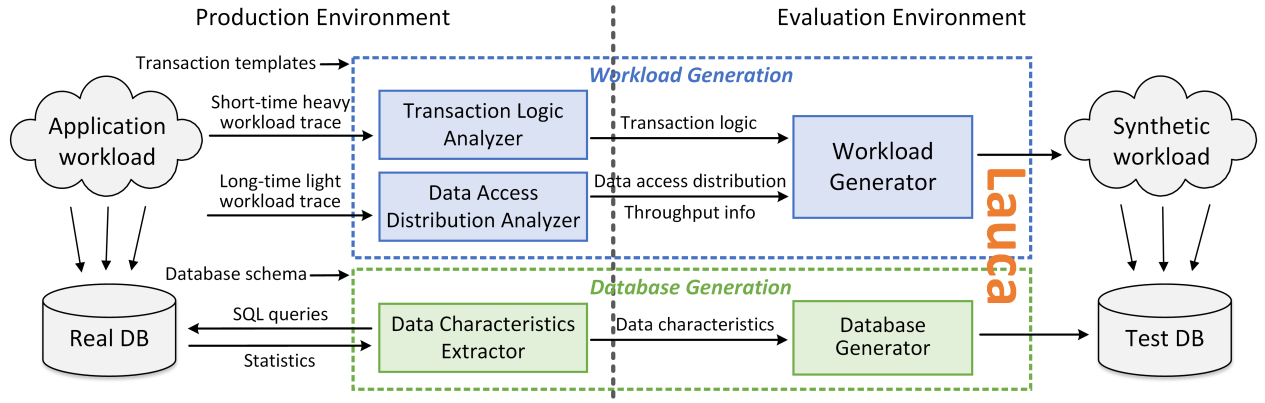 Production Environment
Evaluation Environment
Transaction templates
Workload Generation
Short-time heavy
workload trace
Application
workload
Transaction Logic
Analyzer
Transaction logic
Workload
Generator
Synthetic
workload
Long-time light
workload trace
Data Access
Distribution Analyzer
Data access distribution
Throughput info
Lauca
Database schema
Database Generation
Real DB
SQL queries
Statistics
Data Characteristics
Extractor
Data characteristics
Database
Generator
Test DB